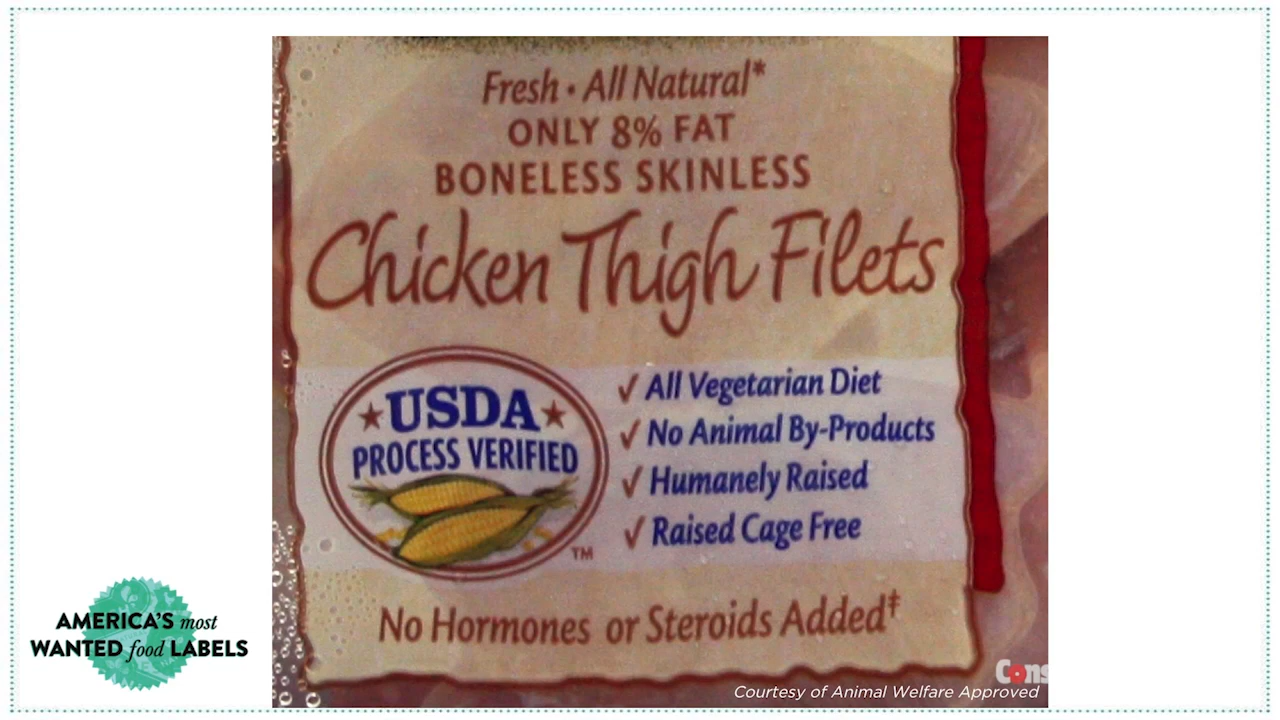 Fresh • All Natural*
ONLY 8% FAT
BONELESS SKINLESS
Chicken Thigh Filets
USDA
PROCESS VERIFIED
TM
✓ All Vegetarian Diet
✓ No Animal By-Products
✓ Humanely Raised
✓ Raised Cage Free
No Hormones or Steroids Added‡
AMERICA'S most
WANTED food LABELS
Cons
Courtesy of Animal Welfare Approved